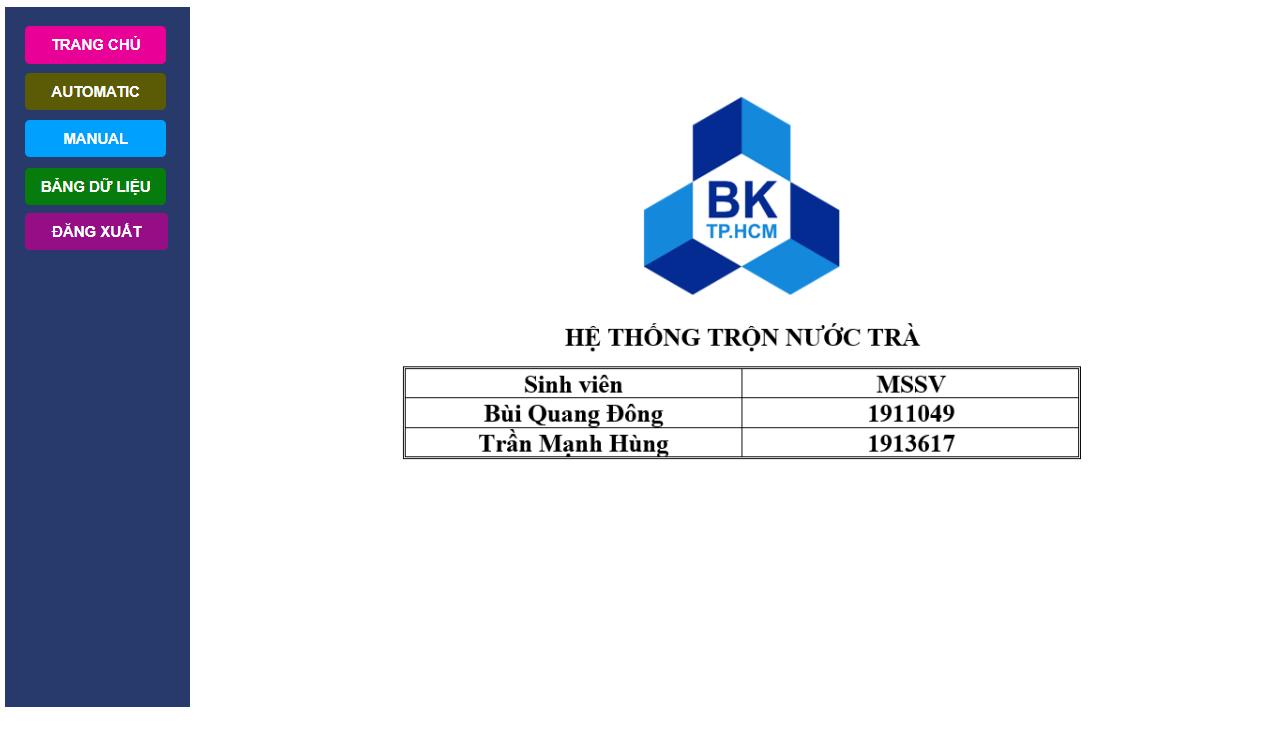 TRANG CHỦ
AUTOMATIC
MANUAL
BẢNG DỮ LIỆU
ĐĂNG XUẤT
BK
TP.HCM
HỆ THỐNG TRỘN NƯỚC TRÀ
Sinh viên MSSV
Bùi Quang Đông 1911049
Trần Mạnh Hùng 1913617